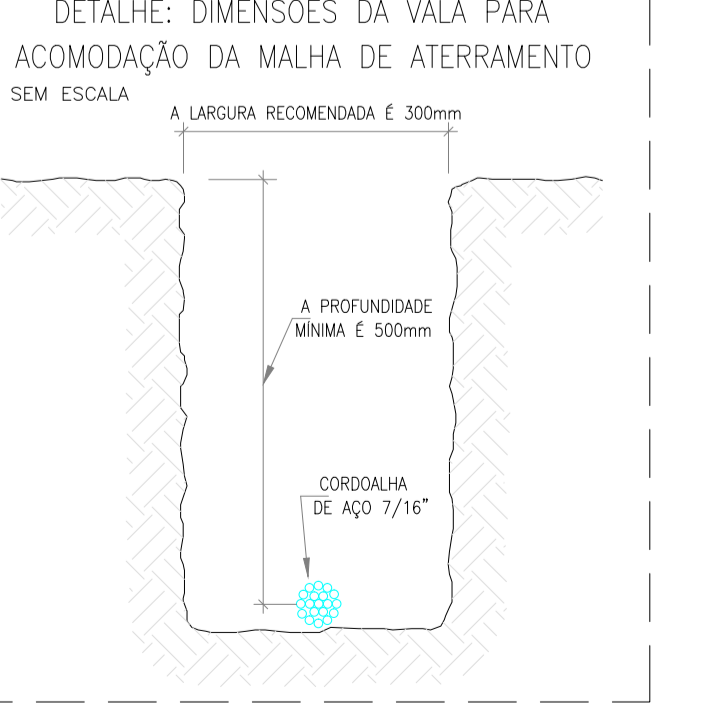 DETALHE: DIMENSÕES DA VALA PARA
ACOMODAÇÃO DA MALHA DE ATERRAMENTO
SEM ESCALA
A LARGURA RECOMENDADA É 300mm
A PROFUNDIDADE
MÍNIMA É 500mm
CORDOALHA
DE AÇO 7/16”